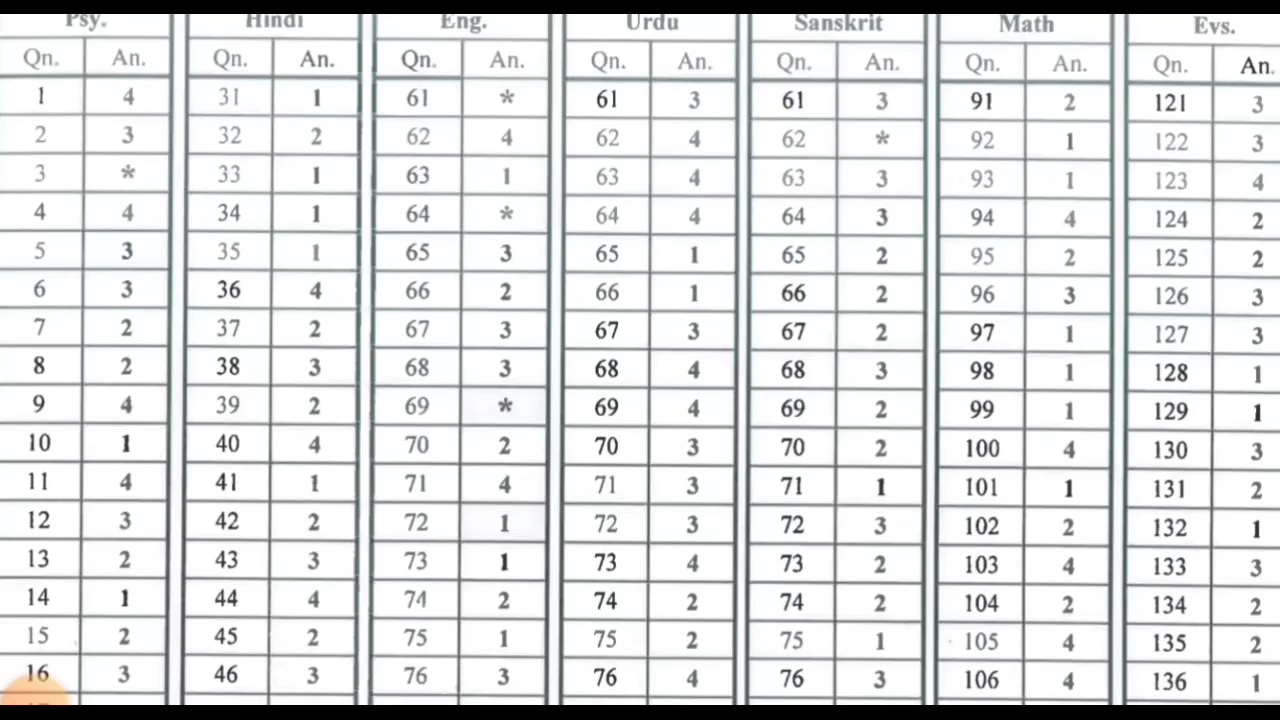 Psy. Hindi Eng. Urdu Sanskrit Math Evs.
Qn. An. Qn. An. Qn. An. Qn. An. Qn. An. Qn. An. Qn. An.
1 4 31 1 61 * 61 3 61 3 91 2 121 3
2 3 32 2 62 4 62 4 62 * 92 1 122 3
3 * 33 1 63 1 63 4 63 3 93 1 123 4
4 4 34 1 64 * 64 4 64 3 94 4 124 2
5 3 35 1 65 3 65 1 65 2 95 2 125 2
6 3 36 4 66 2 66 1 66 2 96 3 126 3
7 2 37 2 67 3 67 3 67 2 97 1 127 3
8 2 38 3 68 3 68 4 68 3 98 1 128 1
9 4 39 2 69 * 69 4 69 2 99 1 129 1
10 1 40 4 70 2 70 3 70 2 100 4 130 3
11 4 41 1 71 4 71 3 71 1 101 1 131 2
12 3 42 2 72 1 72 3 72 3 102 2 132 1
13 2 43 3 73 1 73 4 73 2 103 4 133 3
14 1 44 4 74 2 74 2 74 2 104 2 134 2
15 2 45 2 75 1 75 2 75 1 105 4 135 2
16 3 46 3 76 3 76 4 76 3 106 4 136 1